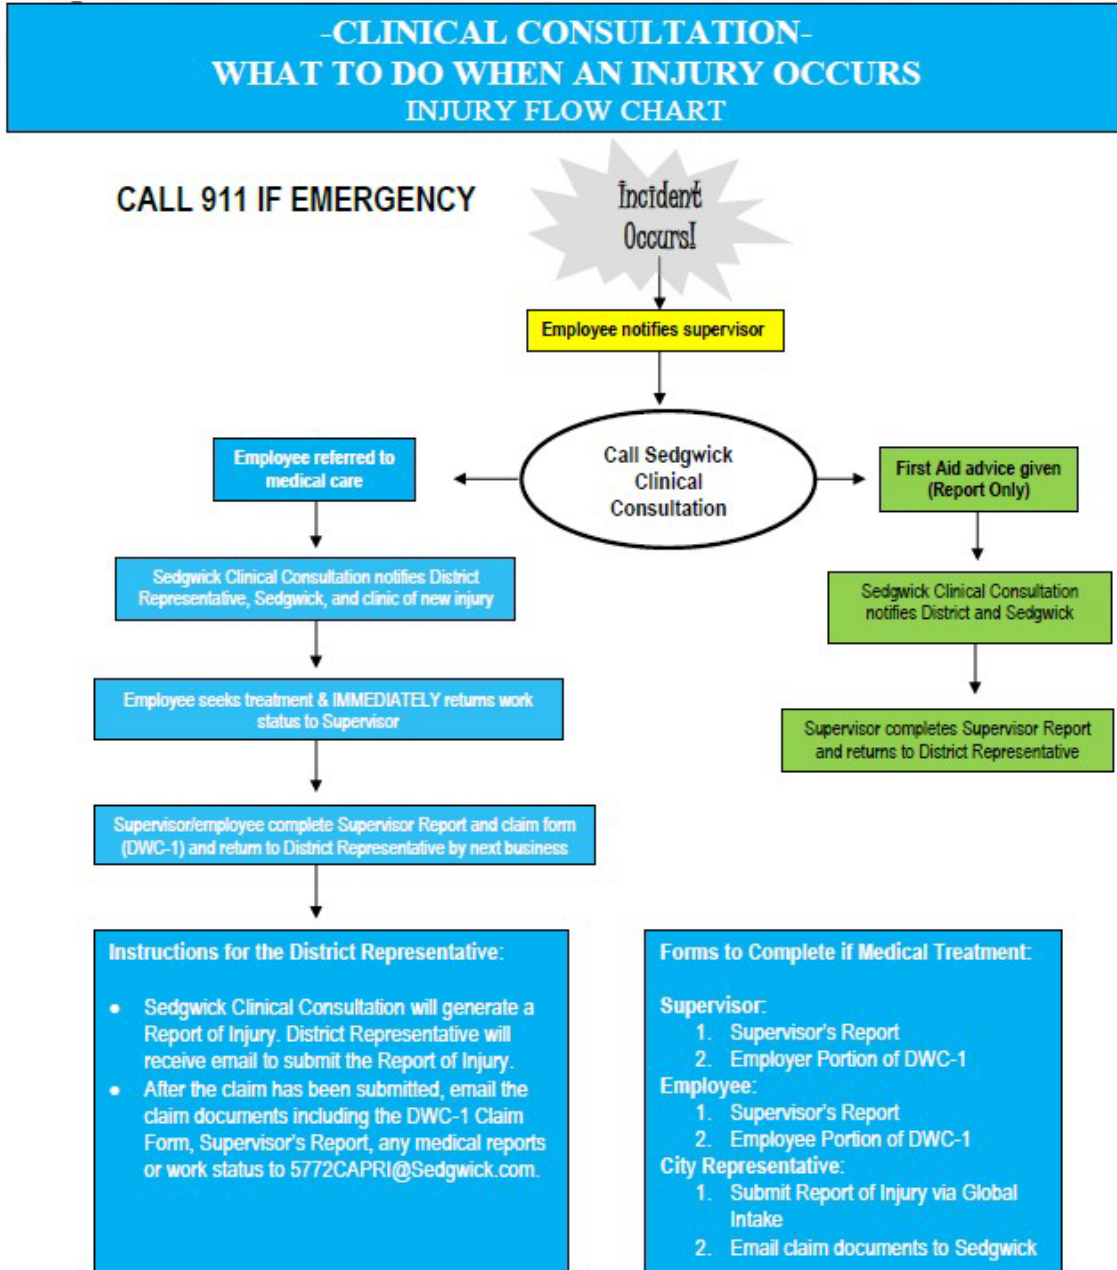 -CLINICAL CONSULTATION-
WHAT TO DO WHEN AN INJURY OCCURS
INJURY FLOW CHART
CALL 911 IF EMERGENCY
Incident
Occurs!
Employee notifies supervisor
Call Sedgwick
Clinical
Consultation
Employee referred to
medical care
Sedgwick Clinical Consultation notifies District
Representative, Sedgwick, and clinic of new injury
Employee seeks treatment & IMMEDIATELY returns work
status to Supervisor
Supervisor/employee complete Supervisor Report and claim form
(DWC-1) and return to District Representative by next business
First Aid advice given
(Report Only)
Sedgwick Clinical Consultation
notifies District and Sedgwick
Supervisor completes Supervisor Report
and returns to District Representative
Instructions for the District Representative:
● Sedgwick Clinical Consultation will generate a
Report of Injury. District Representative will
receive email to submit the Report of Injury.
● After the claim has been submitted, email the
claim documents including the DWC-1 Claim
Form, Supervisor's Report, any medical reports
or work status to 5772CAPRI@Sedgwick.com.
Forms to Complete if Medical Treatment:
Supervisor:
1. Supervisor's Report
2. Employer Portion of DWC-1
Employee:
1. Supervisor's Report
2. Employee Portion of DWC-1
City Representative:
1. Submit Report of Injury via Global
Intake
2. Email claim documents to Sedgwick